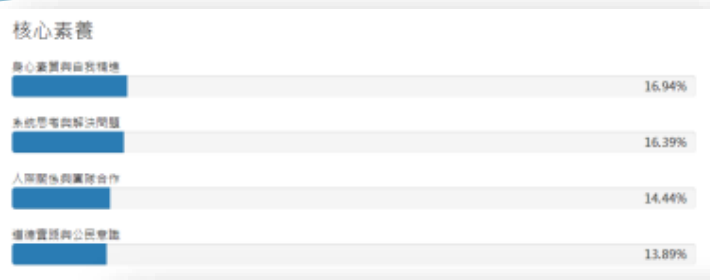 核心素養
身心素質與自我精進
16.94%
系統思考與解決問題
16.39%
人際關係與團隊合作
14.44%
道德實踐與公民意識
13.89%